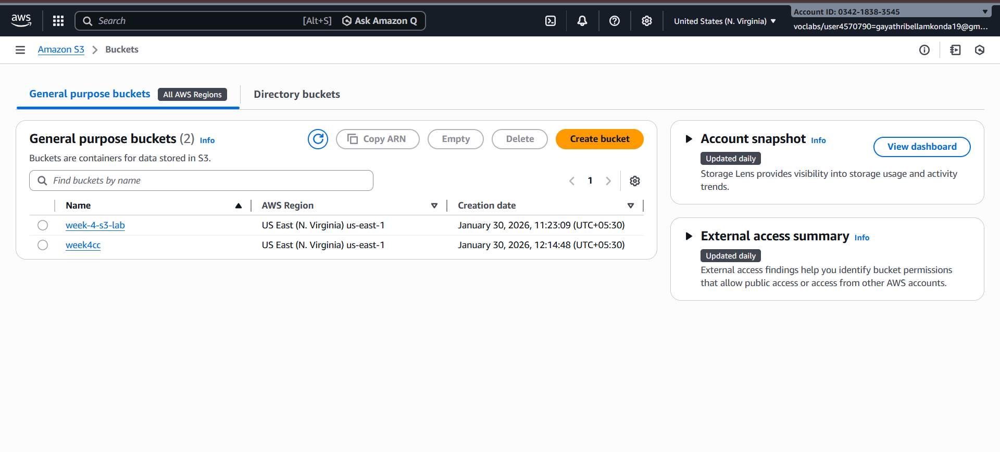 aws
Search [Alt+S] Ask Amazon Q
United States (N. Virginia)
Account ID: 0342-1838-3545
voclabs/user4570790=gayathribellamkonda19@gm...
Amazon S3 Buckets
General purpose buckets All AWS Regions Directory buckets
General purpose buckets (2) Info
Copy ARN Empty Delete Create bucket
Buckets are containers for data stored in S3.
Find buckets by name
1
Name AWS Region Creation date
week-4-s3-lab US East (N. Virginia) us-east-1 January 30, 2026, 11:23:09 (UTC+05:30)
week4cc US East (N. Virginia) us-east-1 January 30, 2026, 12:14:48 (UTC+05:30)
Account snapshot Info
View dashboard
Updated daily
Storage Lens provides visibility into storage usage and activity
trends.
External access summary Info
Updated daily
External access findings help you identify bucket permissions
that allow public access or access from other AWS accounts.